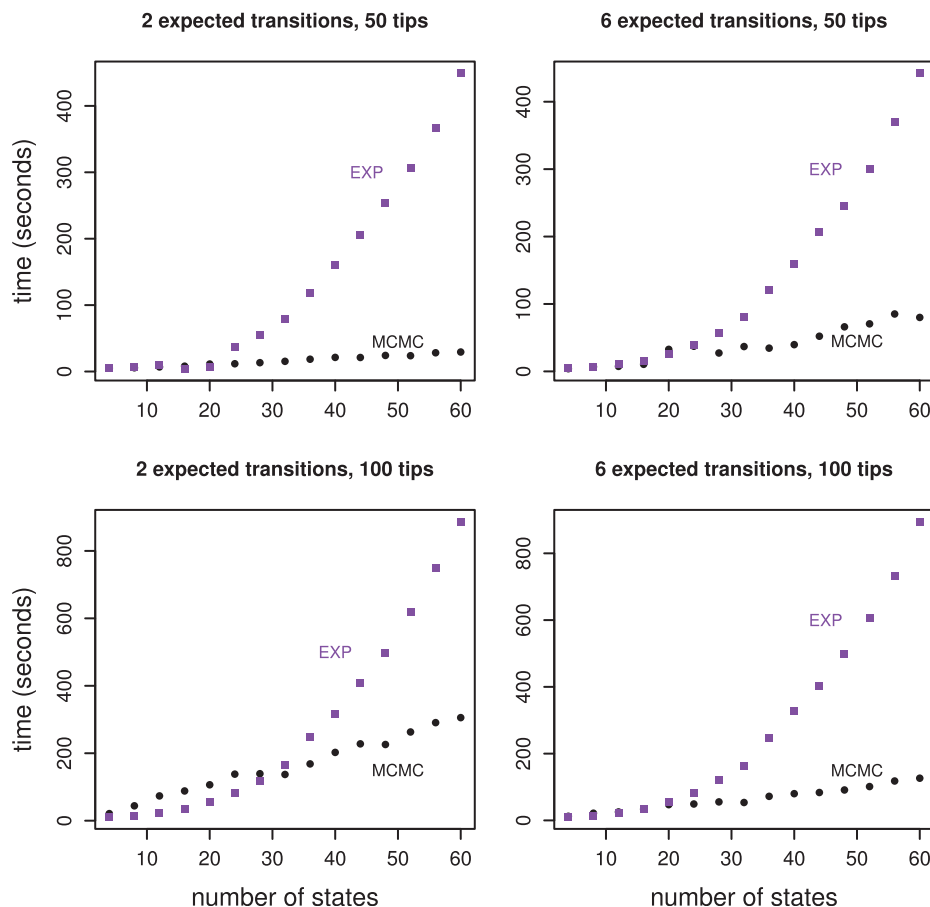 2 expected transitions, 50 tips
6 expected transitions, 50 tips
time (seconds)
0 100 200 300 400
EXP
MCMC
10 20 30 40 50 60
0 100 200 300 400
EXP
MCMC
10 20 30 40 50 60
2 expected transitions, 100 tips
6 expected transitions, 100 tips
time (seconds)
0 200 400 600 800
EXP
MCMC
10 20 30 40 50 60
number of states
0 200 400 600 800
EXP
MCMC
10 20 30 40 50 60
number of states